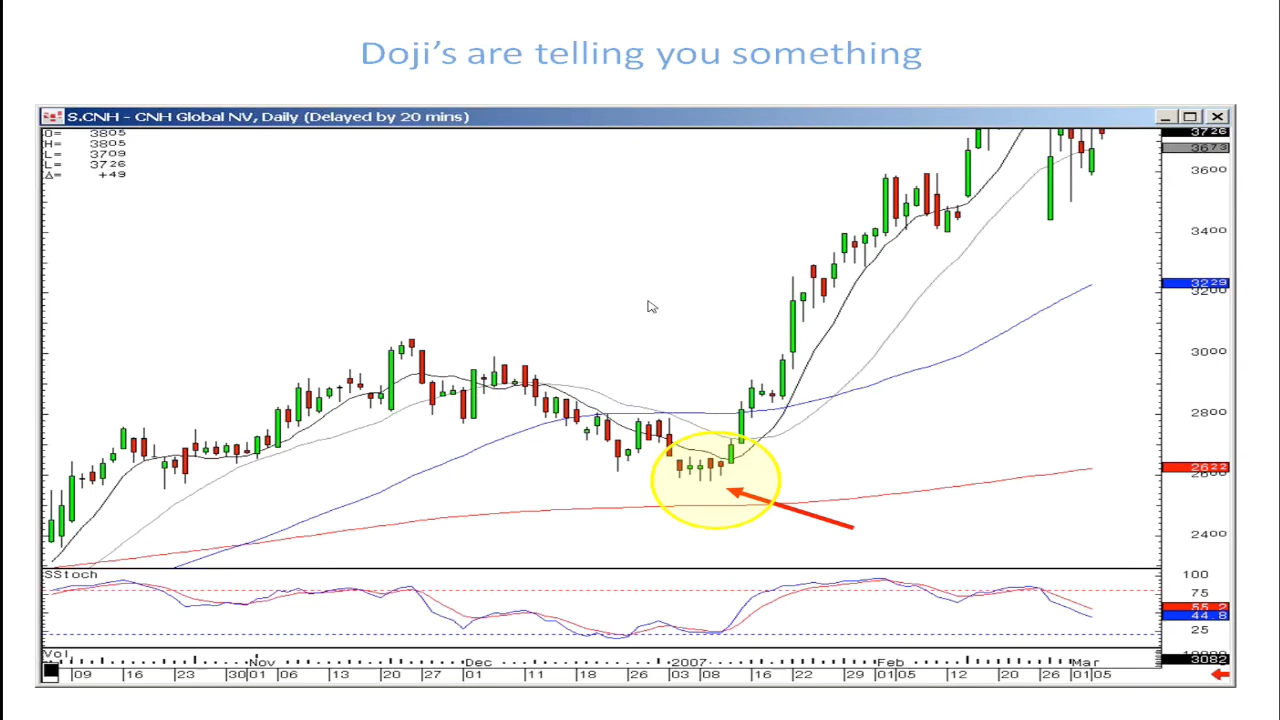 Doji’s are telling you something
S.CNH - CNH Global NV, Daily (Delayed by 20 mins)
O= 3805
H= 3805
L= 3709
L= 3726
Δ= +49
3726
3673
3600
3400
3229
3200
3000
2800
2622
2600
2400
SStoch
100
75
55.2
44.8
25
Vol
3082
Nov Dec 2007 Feb Mar
09 16 23 30 01 06 13 20 27 01 11 18 26 03 08 16 22 29 01 05 12 20 26 01 05